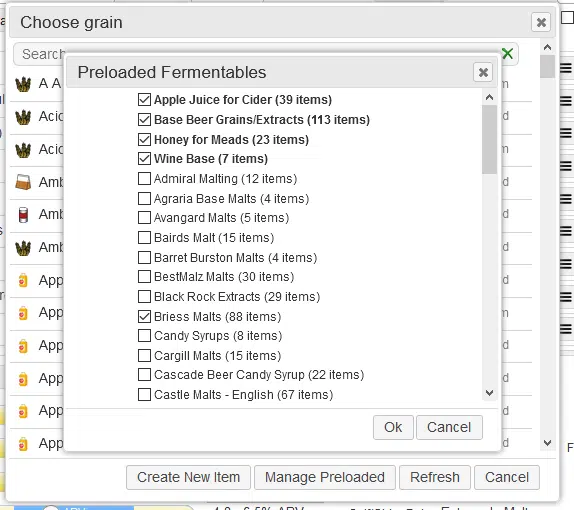 Choose grain
Search
Preloaded Fermentables
Apple Juice for Cider (39 items)
Base Beer Grains/Extracts (113 items)
Honey for Meads (23 items)
Wine Base (7 items)
Admiral Malting (12 items)
Agraria Base Malts (4 items)
Avangard Malts (5 items)
Bairds Malt (15 items)
Barret Burston Malts (4 items)
BestMalz Malts (30 items)
Black Rock Extracts (29 items)
Briess Malts (88 items)
Candy Syrups (8 items)
Cargill Malts (15 items)
Cascade Beer Candy Syrup (22 items)
Castle Malts - English (67 items)
Ok
Cancel
A A
Acid
Acid
Amb
Amb
Amb
App
App
App
App
App
App
Create New Item
Manage Preloaded
Refresh
Cancel